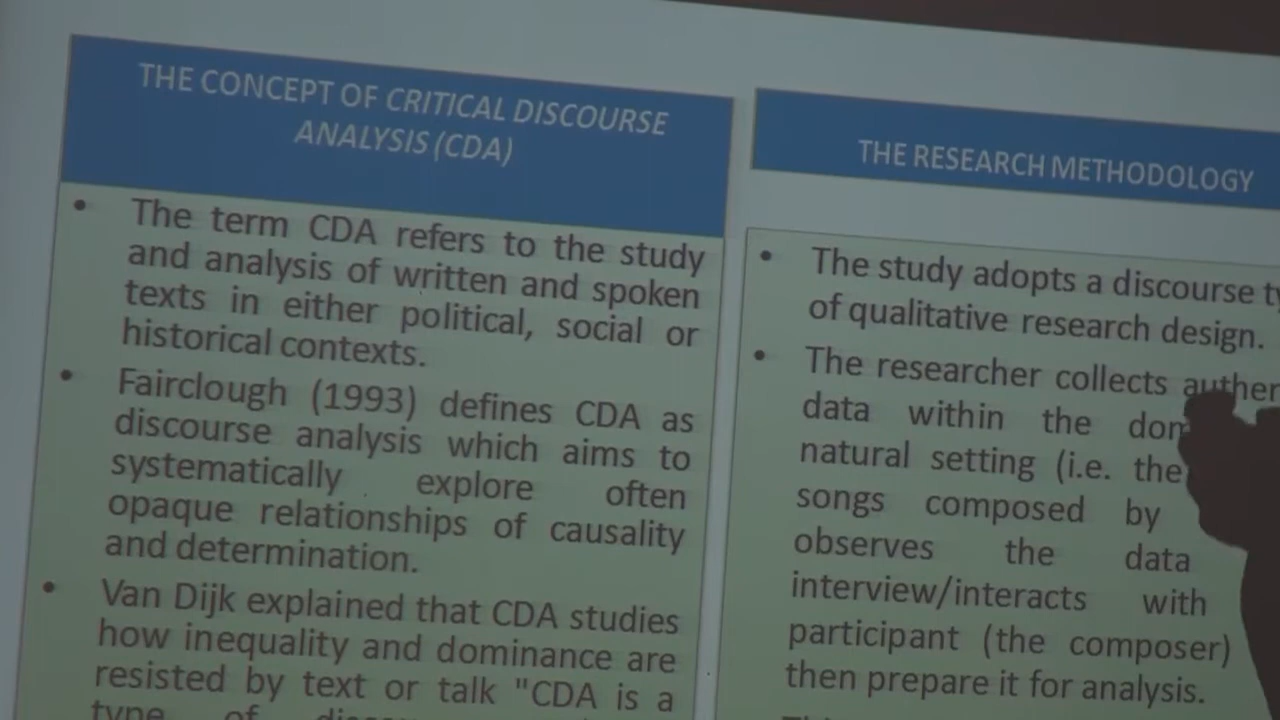 THE CONCEPT OF CRITICAL DISCOURSE
ANALYSIS (CDA)
• The term CDA refers to the study
and analysis of written and spoken
texts in either political, social or
historical contexts.
• Fairclough (1993) defines CDA as
discourse analysis which aims to
systematically explore often
opaque relationships of causality
and determination.
• Van Dijk explained that CDA studies
how inequality and dominance are
resisted by text or talk "CDA is a
type of
THE RESEARCH METHODOLOGY
• The study adopts a discourse
of qualitative research design.
• The researcher collects
data within the
natural setting (i.e. the
songs composed by
observes the data
interview/interacts with
participant (the composer)
then prepare it for analysis.